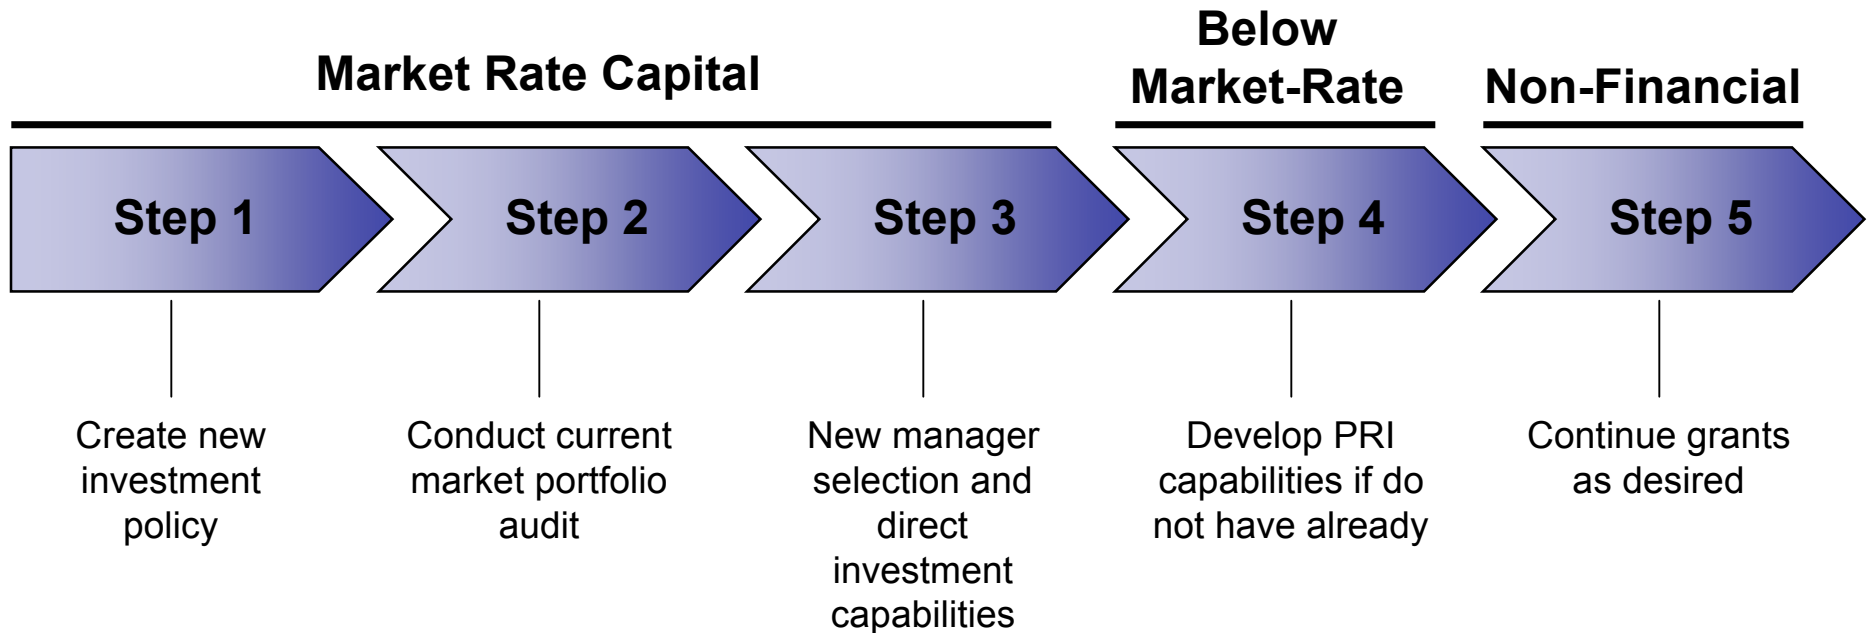 Market Rate Capital
Below
Market-Rate
Non-Financial
Step 1
Step 2
Step 3
Step 4
Step 5
Create new
investment
policy
Conduct current
market portfolio
audit
New manager
selection and
direct
investment
capabilities
Develop PRI
capabilities if do
not have already
Continue grants
as desired